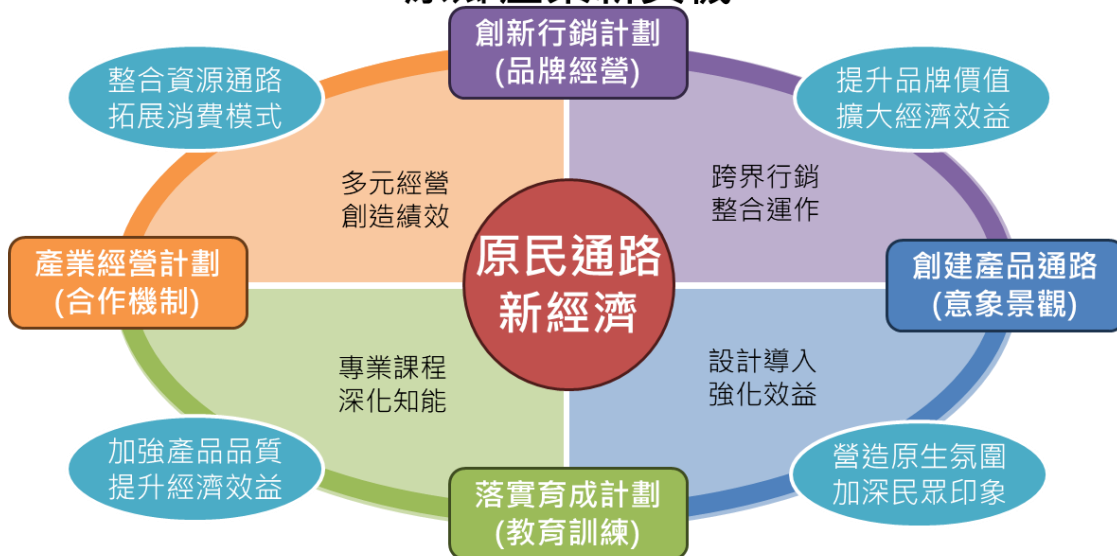 創新行銷計劃
(品牌經營)
整合資源通路
拓展消費模式
提升品牌價值
擴大經濟效益
多元經營
創造績效
跨界行銷
整合運作
產業經營計劃
(合作機制)
原民通路
新經濟
創建產品通路
(意象景觀)
專業課程
深化知能
設計導入
強化效益
加強產品品質
提升經濟效益
營造原生氛圍
加深民眾印象
落實育成計劃
(教育訓練)